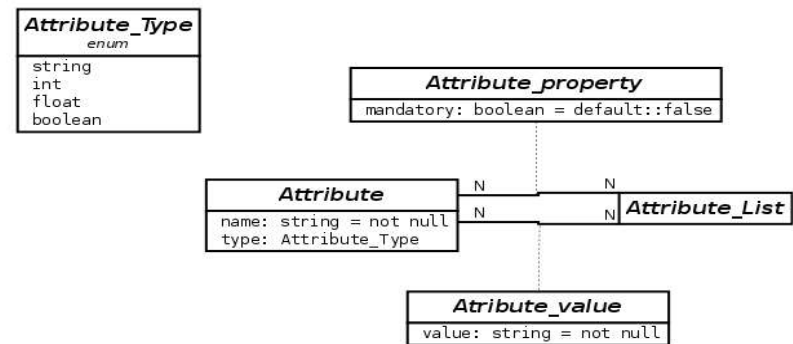 Attribute_Type
enum
string
int
float
boolean
Attribute_property
mandatory: boolean = default::false
Attribute
name: string = not null
type: Attribute_Type
N
N
N
N
Attribute_List
Atribute_value
value: string = not null